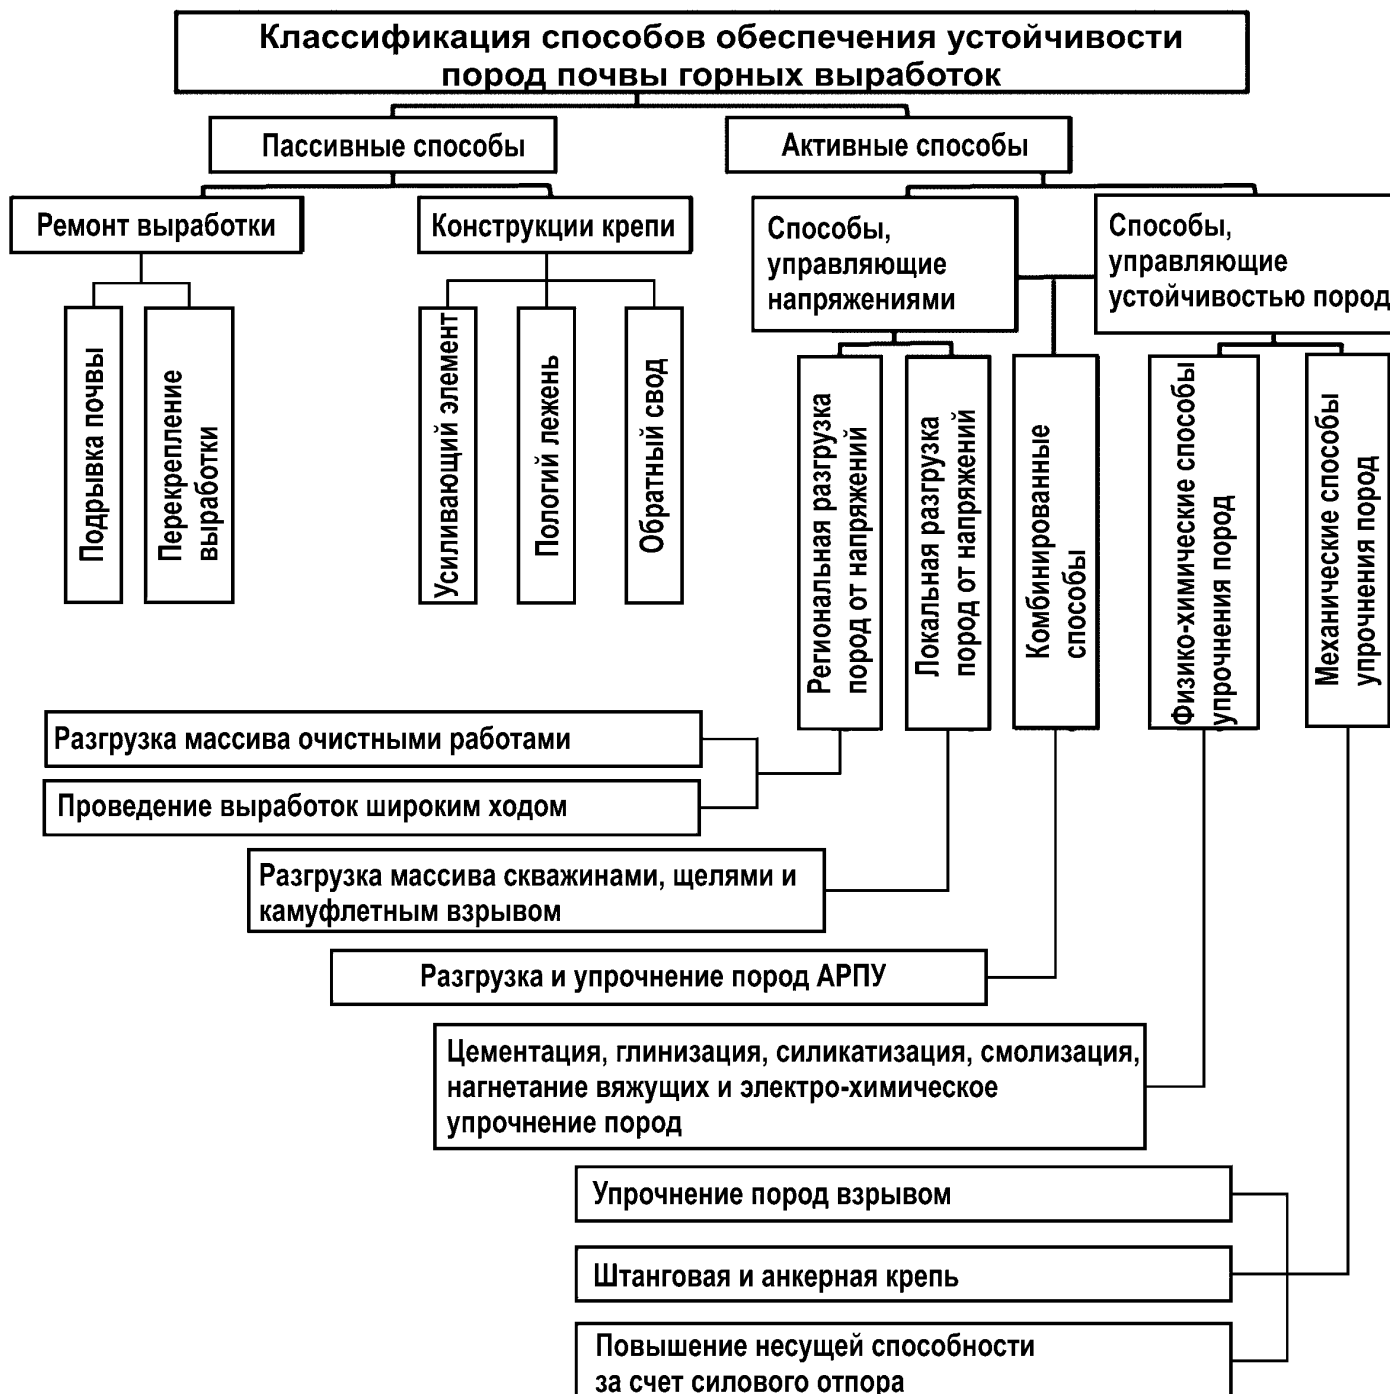 Классификация способов обеспечения устойчивости
пород почвы горных выработок
Пассивные способы
Активные способы
Ремонт выработки
Конструкции крепи
Способы,
управляющие
напряжениями
Способы,
управляющие
устойчивостью пород
Подрывка почвы
Перекрепление
выработки
Усиливающий элемент
Пологий лежень
Обратный свод
Региональная разгрузка
пород от напряжений
Локальная разгрузка
пород от напряжений
Комбинированные
способы
Физико-химические способы
упрочнения пород
Механические способы
упрочнения пород
Разгрузка массива очистными работами
Проведение выработок широким ходом
Разгрузка массива скважинами, щелями и
камуфлетным взрывом
Разгрузка и упрочнение пород АРПУ
Цементация, глинизация, силикатизация, смолизация,
нагнетание вяжущих и электро-химическое
упрочнение пород
Упрочнение пород взрывом
Штанговая и анкерная крепь
Повышение несущей способности
за счет силового отпора